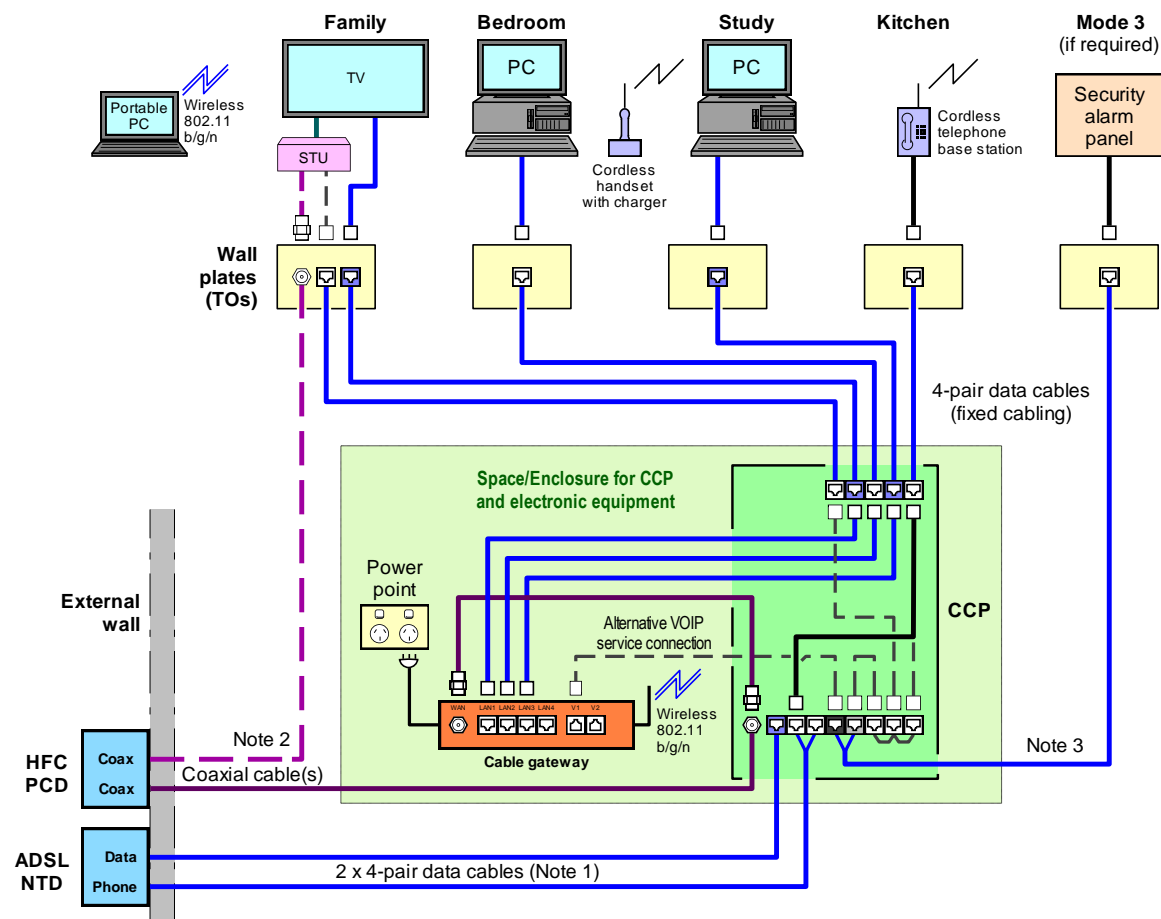 Family
Bedroom
Study
Kitchen
Mode 3
(if required)
TV
PC
PC
Portable
PC
Wireless
802.11
b/g/n
STU
Cordless
handset
with charger
Cordless
telephone
base station
Security
alarm
panel
Wall
plates
(TOs)
4-pair data cables
(fixed cabling)
Space/Enclosure for CCP
and electronic equipment
Power
point
External
wall
Alternative VOIP
service connection
CCP
WAN
LAN1
LAN2
LAN3
LAN4
V1
V2
Wireless
802.11
b/g/n
Cable gateway
Note 2
Note 3
HFC
PCD
Coax
Coax
Coaxial cable(s)
ADSL
NTD
Data
Phone
2 x 4-pair data cables (Note 1)